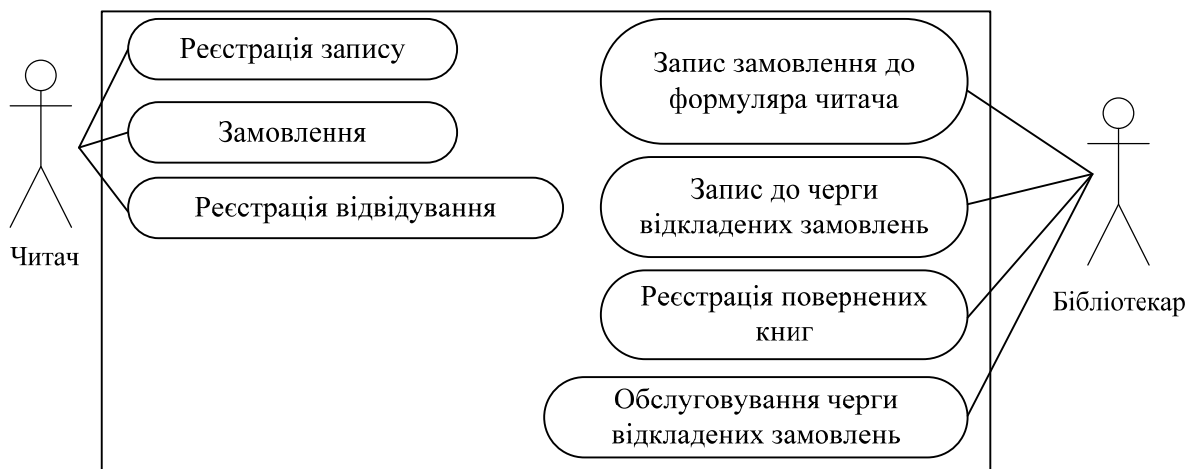 Реєстрація запису
Замовлення
Реєстрація відвідування
Читач
Запис замовлення до
формуляра читача
Запис до черги
відкладених замовлень
Реєстрація повернених
книг
Обслуговування черги
відкладених замовлень
Бібліотекар